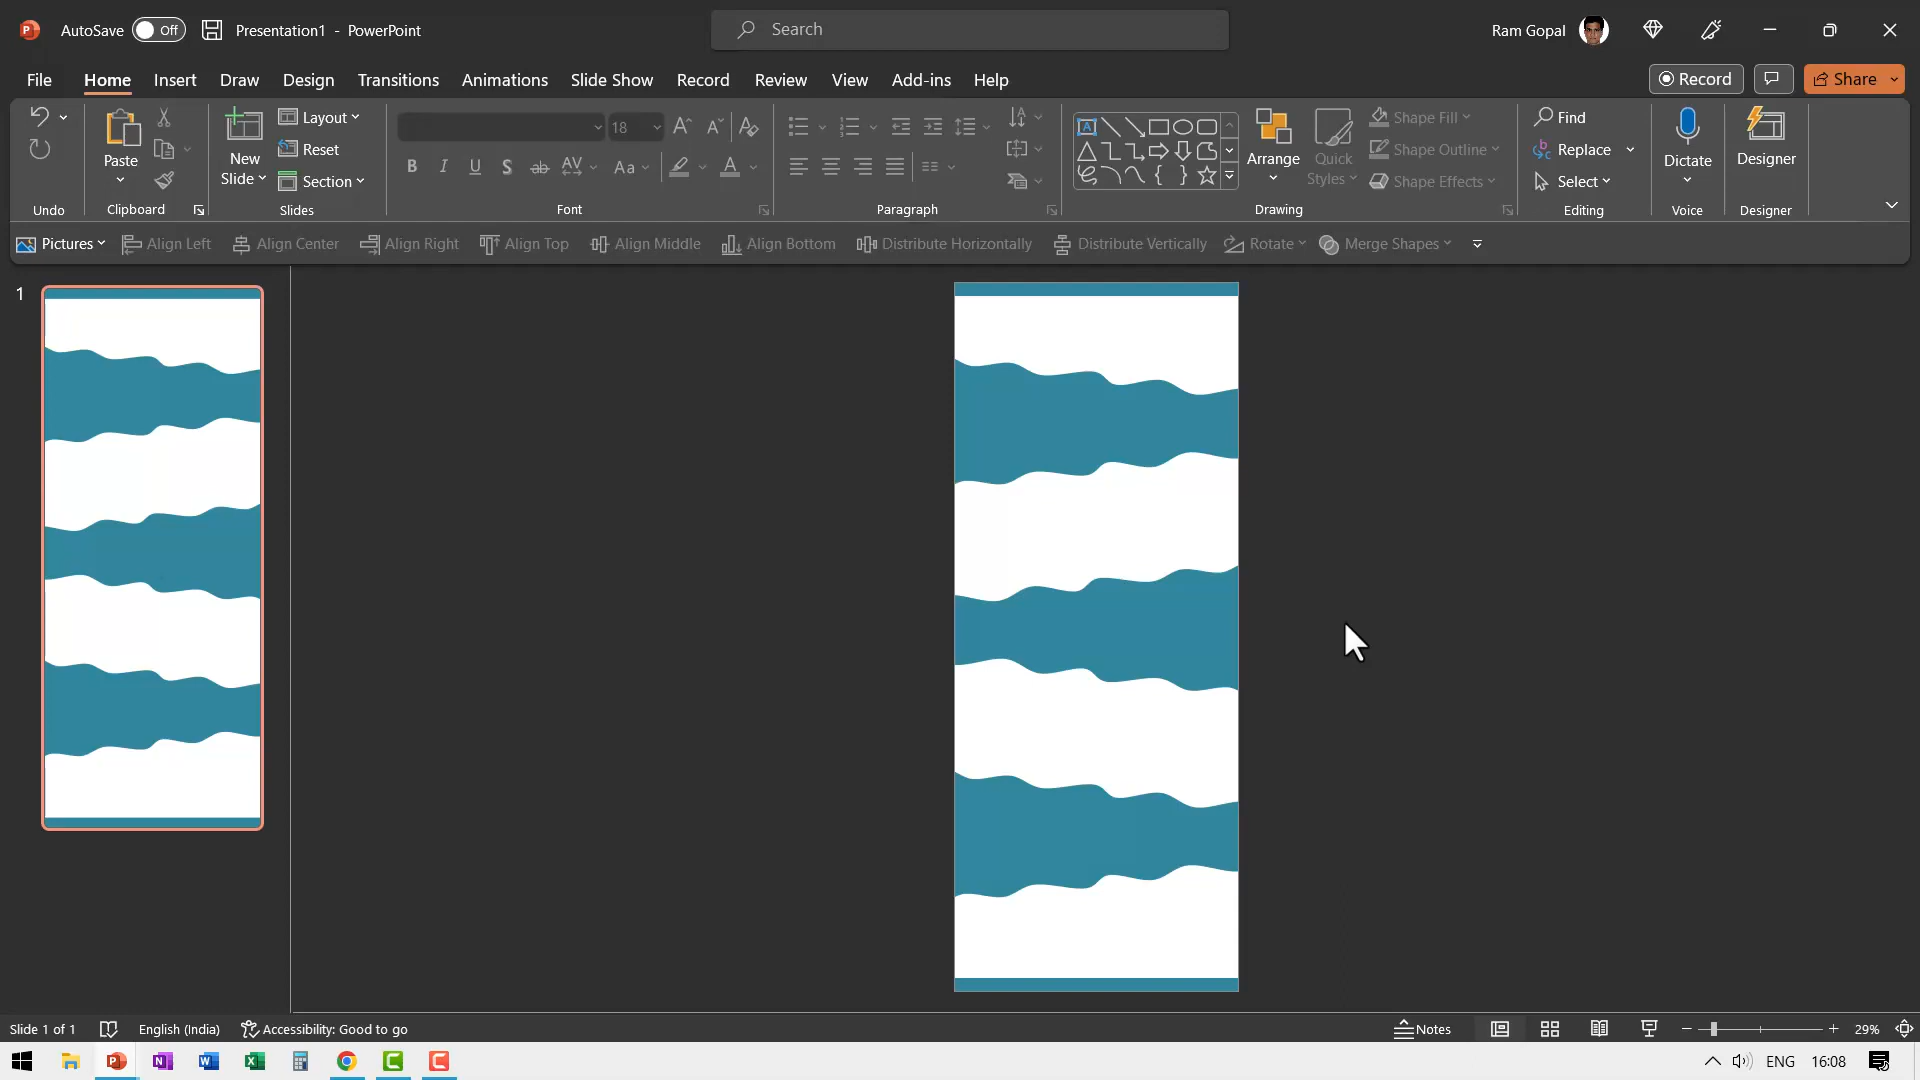 AutoSave Off Presentation1 - PowerPoint Search Ram Gopal
File Home Insert Draw Design Transitions Animations Slide Show Record Review View Add-ins Help Record Share
Paste
New Slide
Layout
Reset
Section
18
B I U S ab AV Aa A
Arrange
Quick Styles
Shape Fill
Shape Outline
Shape Effects
Find
Replace
Select
Dictate
Designer
Undo Clipboard Slides Font Paragraph Drawing Editing Voice Designer
Pictures Align Left Align Center Align Right Align Top Align Middle Align Bottom Distribute Horizontally Distribute Vertically Rotate Merge Shapes
1
Slide 1 of 1 English (India) Accessibility: Good to go Notes 29%
ENG 16:08